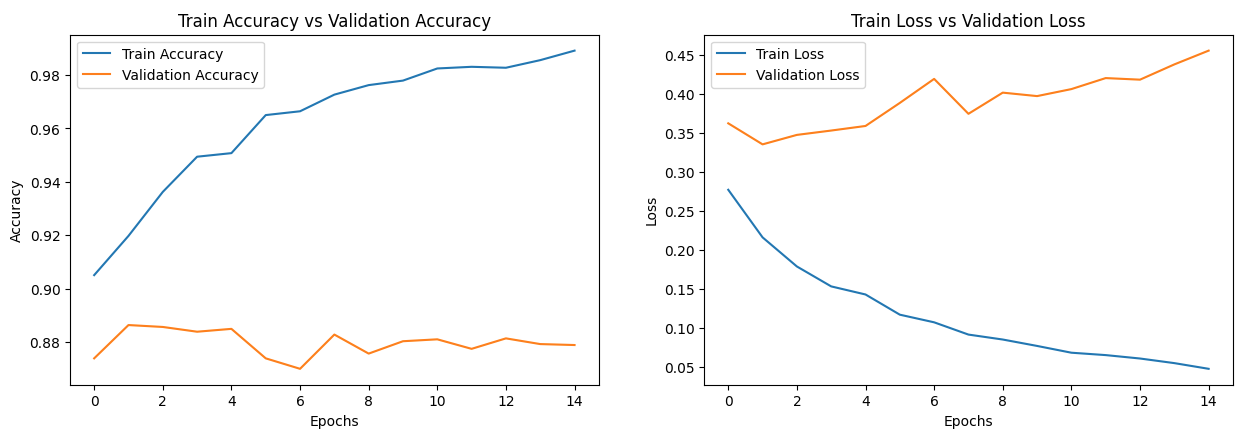 Train Accuracy vs Validation Accuracy
Train Accuracy
Validation Accuracy
0.98
0.96
0.94
0.92
0.90
0.88
Accuracy
0 2 4 6 8 10 12 14
Epochs
Train Loss vs Validation Loss
Train Loss
Validation Loss
0.45
0.40
0.35
0.30
0.25
0.20
0.15
0.10
0.05
Loss
0 2 4 6 8 10 12 14
Epochs